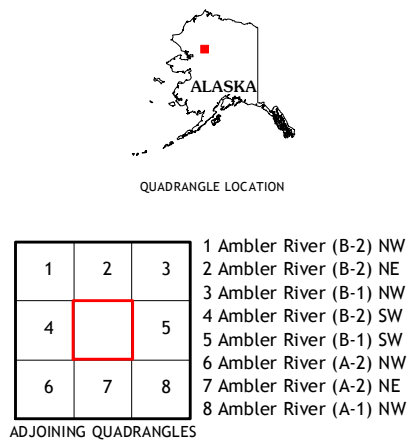 ALASKA
QUADRANGLE LOCATION
1 2 3
4 5
6 7 8
ADJOINING QUADRANGLES
1 Ambler River (B-2) NW
2 Ambler River (B-2) NE
3 Ambler River (B-1) NW
4 Ambler River (B-2) SW
5 Ambler River (B-1) SW
6 Ambler River (A-2) NW
7 Ambler River (A-2) NE
8 Ambler River (A-1) NW